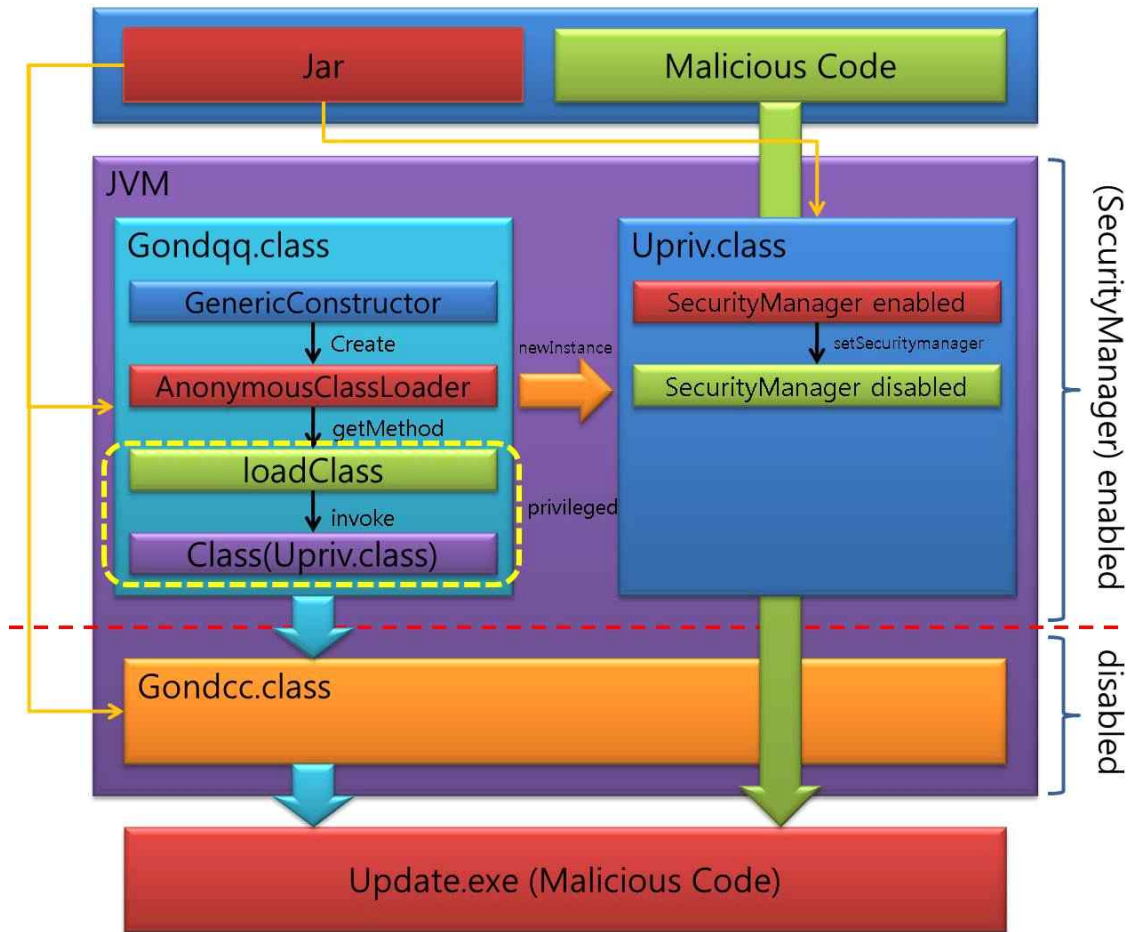 Jar
Malicious Code
JVM
Gondqq.class
GenericConstructor
Create
AnonymousClassLoader
getMethod
loadClass
invoke
Class(Upriv.class)
newInstance
privileged
Upriv.class
SecurityManager enabled
setSecuritymanager
SecurityManager disabled
(SecurityManager) enabled
disabled
Gondcc.class
Update.exe (Malicious Code)